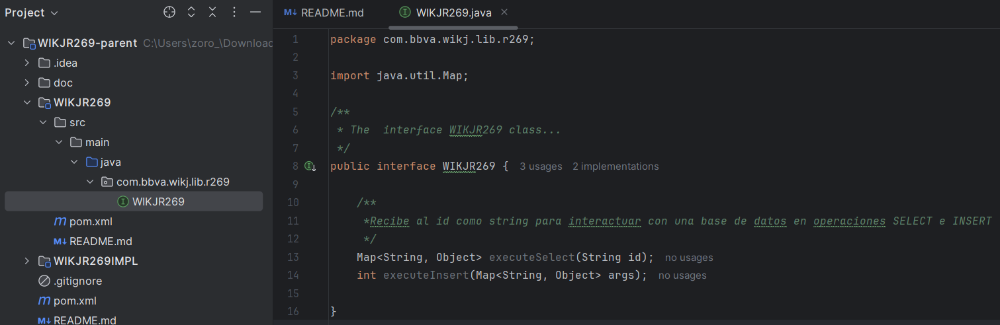 Project
README.md
WIKJR269.java
WIKJR269-parent C:\Users\zoro_\Downloac
.idea
doc
WIKJR269
src
main
java
com.bbva.wikj.lib.r269
WIKJR269
pom.xml
README.md
WIKJR269IMPL
.gitignore
pom.xml
README.md
1 package com.bbva.wikj.lib.r269;
2
3 import java.util.Map;
4
5 /**
6 * The  interface WIKJR269 class...
7 */
8 public interface WIKJR269 { 3 usages 2 implementations
9
10 /**
11 *Recibe al id como string para interactuar con una base de datos en operaciones SELECT e INSERT
12 */
13 Map<String, Object> executeSelect(String id); no usages
14 int executeInsert(Map<String, Object> args); no usages
15
16 }